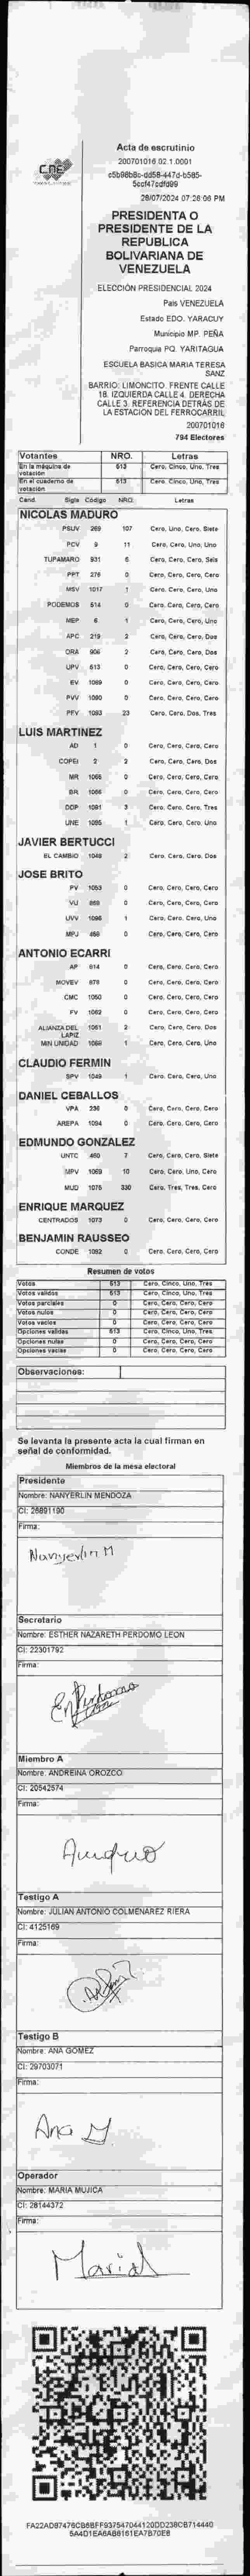 CNE
Acta de escrutinio
200701016.02.1.0001
28/07/2024 07:26:08 PM
PRESIDENTA O
PRESIDENTE DE LA
REPUBLICA
BOLIVARIANA DE
VENEZUELA
ELECCIÓN PRESIDENCIAL 2024
País VENEZUELA
Estado EDO. YARACUY
Municipio MP. PEÑA
Parroquia PQ. YARITAGUA
ESCUELA BASICA MARIA TERESA
SANZ
BARRIO: LIMONCITO. FRENTE CALLE
18. IZQUIERDA CALLE 4. DERECHA
CALLE 3. REFERENCIA DETRÁS DE
LA ESTACION DEL FERROCARRIL
200701016
794 Electores
Votantes NRO. Letras
En la máquina de votación 513 Cero, Cinco, Uno, Tres
En el cuaderno de votación 513 Cero, Cinco, Uno, Tres
Cand. Sigla Código NRO. Letras
NICOLAS MADURO
PSUV 269 107 Cero, Uno, Cero, Siete
PCV 9 11 Cero, Cero, Uno, Uno
TUPAMARO 931 6 Cero, Cero, Cero, Seis
PPT 276 0 Cero, Cero, Cero, Cero
MSV 1017 1 Cero, Cero, Cero, Uno
PODEMOS 514 0 Cero, Cero, Cero, Cero
MEP 6 1 Cero, Cero, Cero, Uno
APC 219 2 Cero, Cero, Cero, Dos
ORA 906 2 Cero, Cero, Cero, Dos
UPV 613 0 Cero, Cero, Cero, Cero
EV 1089 0 Cero, Cero, Cero, Cero
PVV 1090 0 Cero, Cero, Cero, Cero
PFV 1093 23 Cero, Cero, Dos, Tres
LUIS MARTINEZ
AD 1 0 Cero, Cero, Cero, Cero
COPEI 2 2 Cero, Cero, Cero, Dos
MR 1066 0 Cero, Cero, Cero, Cero
BR 0 Cero, Cero, Cero, Cero
DDP 1091 3 Cero, Cero, Cero, Tres
UNE 1095 1 Cero, Cero, Cero, Uno
JAVIER BERTUCCI
EL CAMBIO 1048 2 Cero, Cero, Cero, Dos
JOSE BRITO
PV 1053 0 Cero, Cero, Cero, Cero
VU 0 Cero, Cero, Cero, Cero
UVV 1096 1 Cero, Cero, Cero, Uno
MPJ 0 Cero, Cero, Cero, Cero
ANTONIO ECARRI
AP 614 0 Cero, Cero, Cero, Cero
MOVEV 878 0 Cero, Cero, Cero, Cero
CMC 1050 0 Cero, Cero, Cero, Cero
FV 1062 0 Cero, Cero, Cero, Cero
ALIANZA DEL LAPIZ 1061 2 Cero, Cero, Cero, Dos
MIN UNIDAD 1 Cero, Cero, Cero, Uno
CLAUDIO FERMIN
SPV 1049 1 Cero, Cero, Cero, Uno
DANIEL CEBALLOS
VPA 236 0 Cero, Cero, Cero, Cero
AREPA 1094 0 Cero, Cero, Cero, Cero
EDMUNDO GONZALEZ
UNTC 460 7 Cero, Cero, Cero, Siete
MPV 1069 10 Cero, Cero, Uno, Cero
MUD 1075 330 Cero, Tres, Tres, Cero
ENRIQUE MARQUEZ
CENTRADOS 1073 0 Cero, Cero, Cero, Cero
BENJAMIN RAUSSEO
CONDE 1092 0 Cero, Cero, Cero, Cero
Resumen de votos
Votos 513 Cero, Cinco, Uno, Tres
Votos validos 513 Cero, Cinco, Uno, Tres
Votos parciales 0 Cero, Cero, Cero, Cero
Votos nulos 0 Cero, Cero, Cero, Cero
Votos vacíos 0 Cero, Cero, Cero, Cero
Opciones validas 513 Cero, Cinco, Uno, Tres
Opciones nulas 0 Cero, Cero, Cero, Cero
Opciones vacias 0 Cero, Cero, Cero, Cero
Observaciones:
Se levanta la presente acta la cual firman en
señal de conformidad.
Miembros de la mesa electoral
Presidente
Nombre: NANYERLIN MENDOZA
CI: 26891190
Firma:
Nanyerlin M
Secretario
Nombre: ESTHER NAZARETH PERDOMO LEON
CI: 22301792
Firma:
Miembro A
Nombre: ANDREINA OROZCO
CI: 20542574
Firma:
Testigo A
Nombre: JULIAN ANTONIO COLMENAREZ RIERA
CI: 4125169
Firma:
Testigo B
Nombre: ANA GOMEZ
CI: 29703071
Firma:
Ana
Operador
Nombre: MARIA MUJICA
CI: 28144372
Firma: